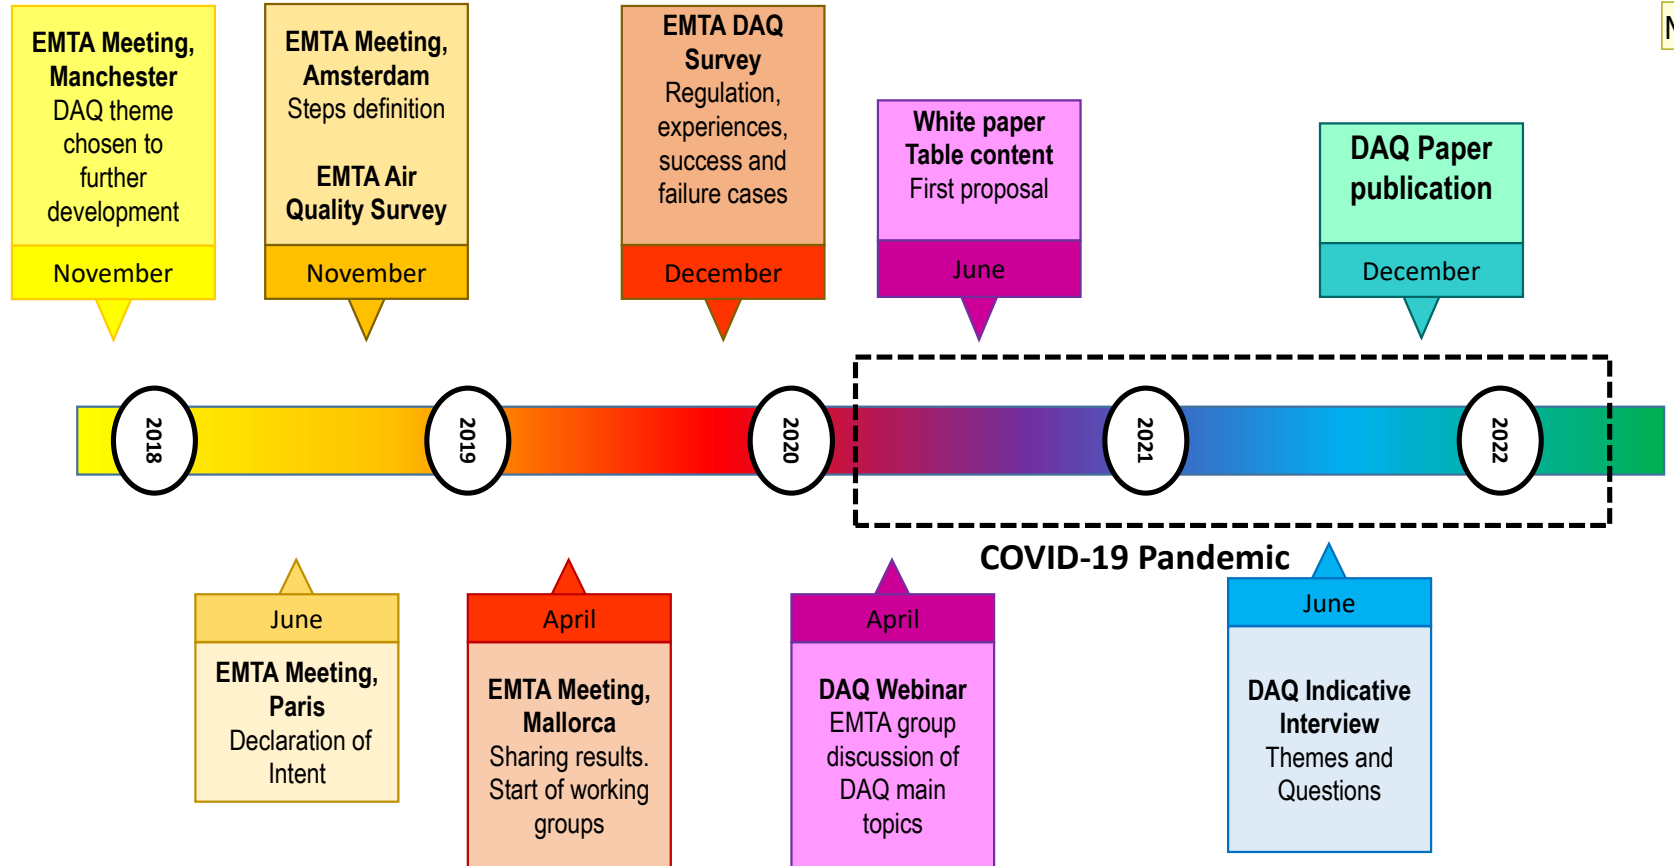 EMTA Meeting,
Manchester
DAQ theme
chosen to
further
development
November
EMTA Meeting,
Amsterdam
Steps definition
EMTA Air
Quality Survey
November
EMTA DAQ
Survey
Regulation,
experiences,
success and
failure cases
December
White paper
Table content
First proposal
June
DAQ Paper
publication
December
N
2018
2019
2020
2021
2022
COVID-19 Pandemic
June
EMTA Meeting,
Paris
Declaration of
Intent
April
EMTA Meeting,
Mallorca
Sharing results.
Start of working
groups
April
DAQ Webinar
EMTA group
discussion of
DAQ main
topics
June
DAQ Indicative
Interview
Themes and
Questions